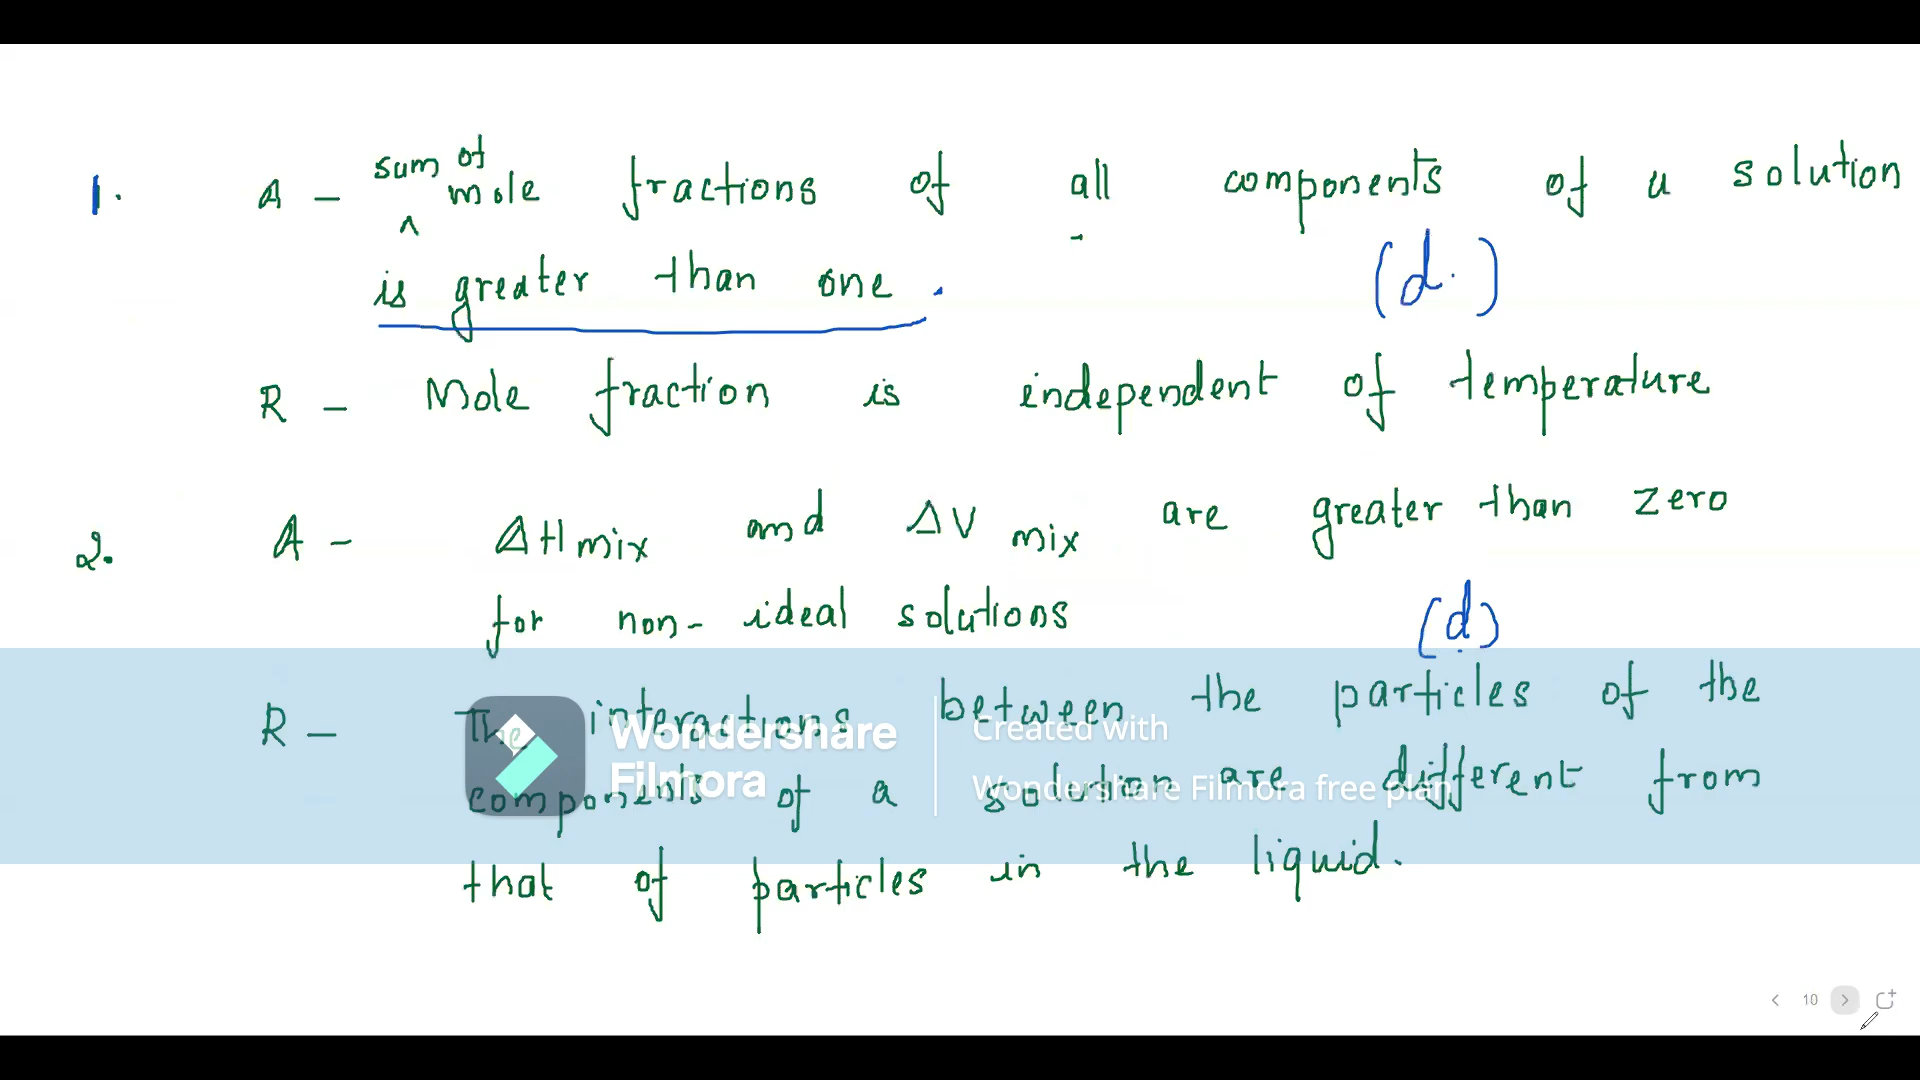 1. A - sum of mole fractions of all components of a solution
is greater than one.
(d.)
R - Mole fraction is independent of temperature
2. A - ΔHmix and ΔV mix are greater than zero
for non-ideal solutions
(d)
R - The interactions between the particles of the
components of a solution are different from
that of particles in the liquid.
Wondershare
Filmora
Created with
Wondershare Filmora free plan
10